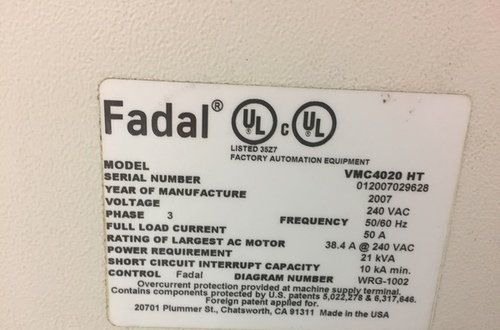 Fadal® UL c UL
LISTED 35Z7
FACTORY AUTOMATION EQUIPMENT
MODEL VMC4020 HT
SERIAL NUMBER 012007029628
YEAR OF MANUFACTURE 2007
VOLTAGE 240 VAC
PHASE 3 FREQUENCY 50/60 Hz
FULL LOAD CURRENT 50 A
RATING OF LARGEST AC MOTOR 38.4 A @ 240 VAC
POWER REQUIREMENT 21 kVA
SHORT CIRCUIT INTERRUPT CAPACITY 10 kA min.
CONTROL Fadal DIAGRAM NUMBER WRG-1002
Overcurrent protection provided at machine supply terminal.
Contains components protected by U.S. patents 5,022,278 & 6,317,646.
Foreign patent applied for.
20701 Plummer St., Chatsworth, CA 91311 Made in the USA